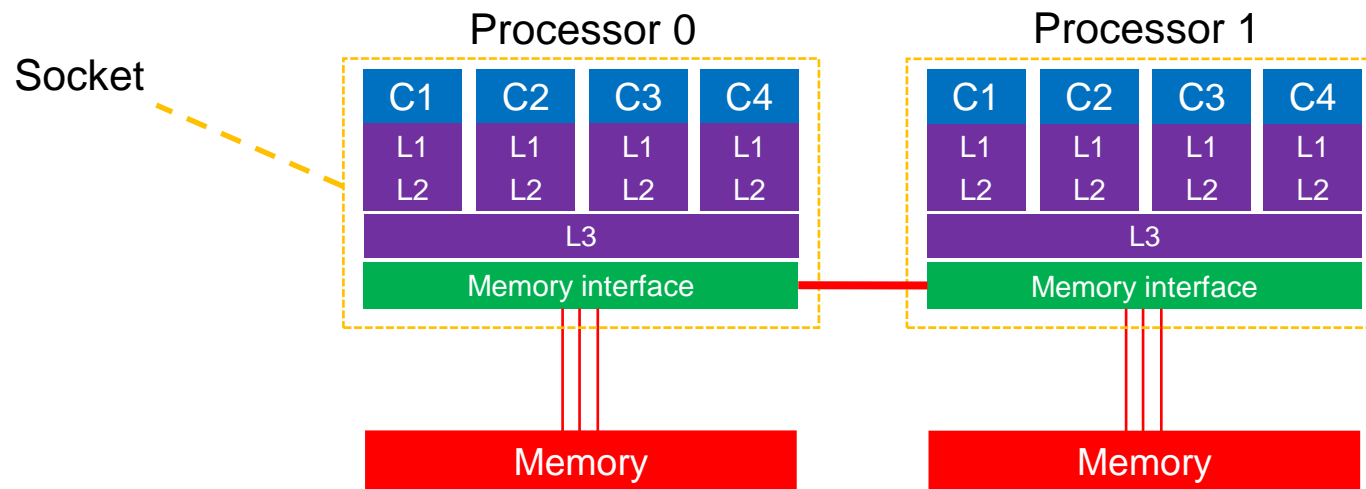 Processor 0
Processor 1
Socket
C1 C2 C3 C4
C1 C2 C3 C4
L1 L1 L1 L1
L1 L1 L1 L1
L2 L2 L2 L2
L2 L2 L2 L2
L3
L3
Memory interface
Memory interface
Memory
Memory